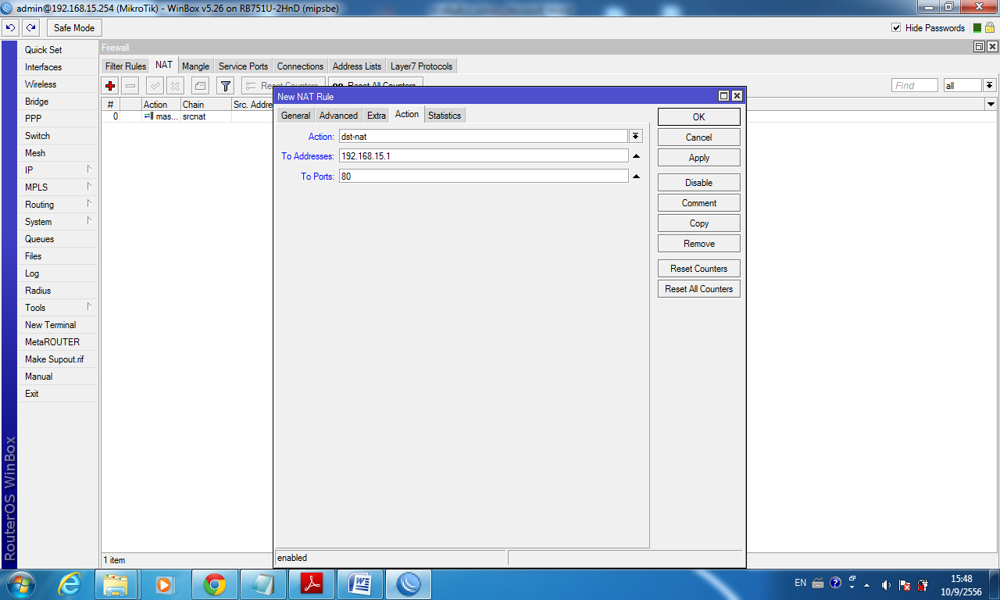 admin@192.168.15.254 (MikroTik) - WinBox v5.26 on RB751U-2HnD (mipsbe)
Safe Mode
Hide Passwords
Quick Set
Interfaces
Wireless
Bridge
PPP
Switch
Mesh
IP
MPLS
Routing
System
Queues
Files
Log
Radius
Tools
New Terminal
MetaROUTER
Make Supout.rif
Manual
Exit
RouterOS WinBox
Firewall
Filter Rules NAT Mangle Service Ports Connections Address Lists Layer7 Protocols
Reset Counters Reset All Counters Find all
# Action Chain Src. Addre
0 mas... srcnat
1 item
New NAT Rule
General Advanced Extra Action Statistics
Action: dst-nat
To Addresses: 192.168.15.1
To Ports: 80
OK
Cancel
Apply
Disable
Comment
Copy
Remove
Reset Counters
Reset All Counters
enabled
EN
15:48
10/9/2556